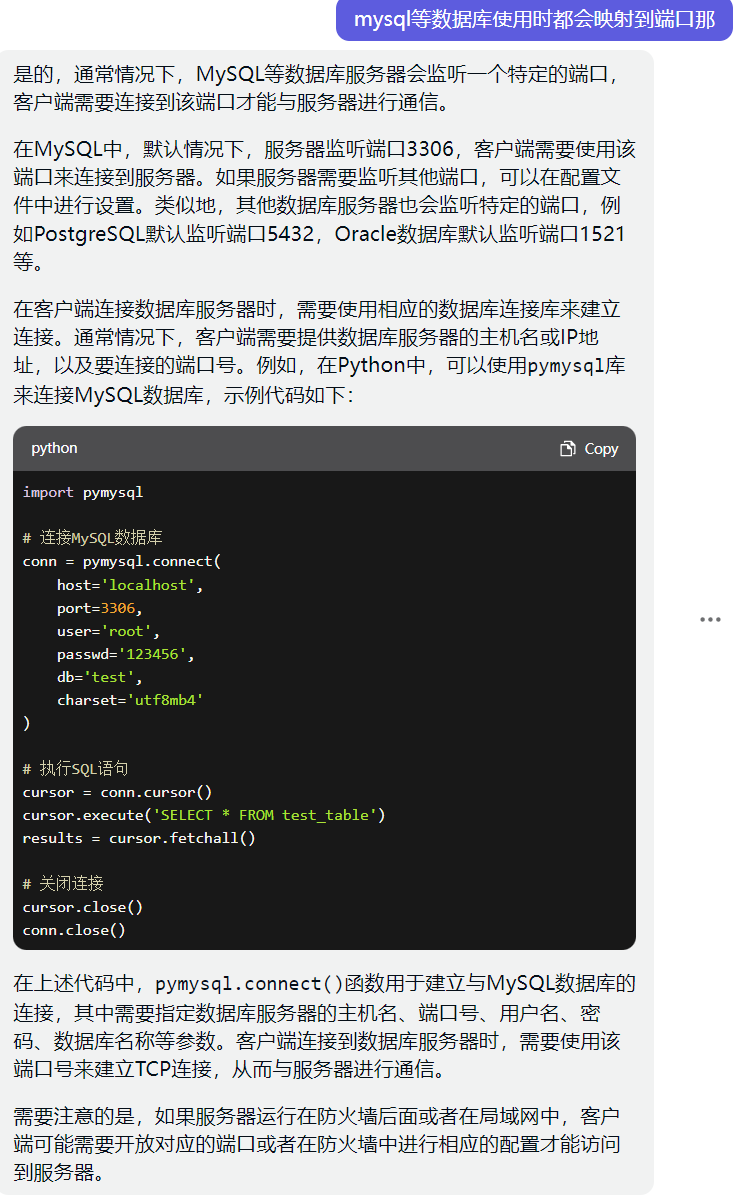 mysql等数据库使用时都会映射到端口那
是的，通常情况下，MySQL等数据库服务器会监听一个特定的端口，
客户端需要连接到该端口才能与服务器进行通信。
在MySQL中，默认情况下，服务器监听端口3306，客户端需要使用该
端口来连接到服务器。如果服务器需要监听其他端口，可以在配置文
件中进行设置。类似地，其他数据库服务器也会监听特定的端口，例
如PostgreSQL默认监听端口5432，Oracle数据库默认监听端口1521
等。
在客户端连接数据库服务器时，需要使用相应的数据库连接库来建立
连接。通常情况下，客户端需要提供数据库服务器的主机名或IP地
址，以及要连接的端口号。例如，在Python中，可以使用pymysql库
来连接MySQL数据库，示例代码如下：
python Copy
import pymysql
# 连接MySQL数据库
conn = pymysql.connect(
    host='localhost',
    port=3306,
    user='root',
    passwd='123456',
    db='test',
    charset='utf8mb4'
)
# 执行SQL语句
cursor = conn.cursor()
cursor.execute('SELECT * FROM test_table')
results = cursor.fetchall()
# 关闭连接
cursor.close()
conn.close()
在上述代码中，pymysql.connect()函数用于建立与MySQL数据库的
连接，其中需要指定数据库服务器的主机名、端口号、用户名、密
码、数据库名称等参数。客户端连接到数据库服务器时，需要使用该
端口号来建立TCP连接，从而与服务器进行通信。
需要注意的是，如果服务器运行在防火墙后面或者在局域网中，客户
端可能需要开放对应的端口或者在防火墙中进行相应的配置才能访问
到服务器。